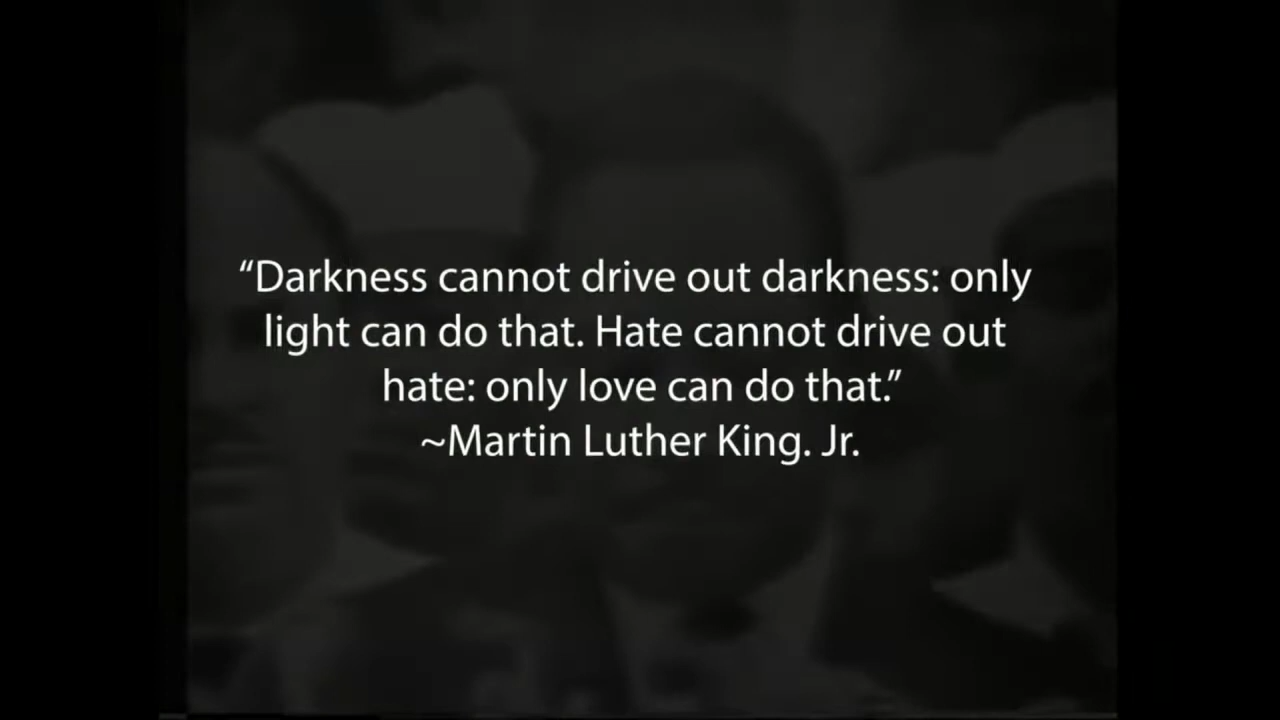 “Darkness cannot drive out darkness: only
light can do that. Hate cannot drive out
hate: only love can do that.”
~Martin Luther King. Jr.